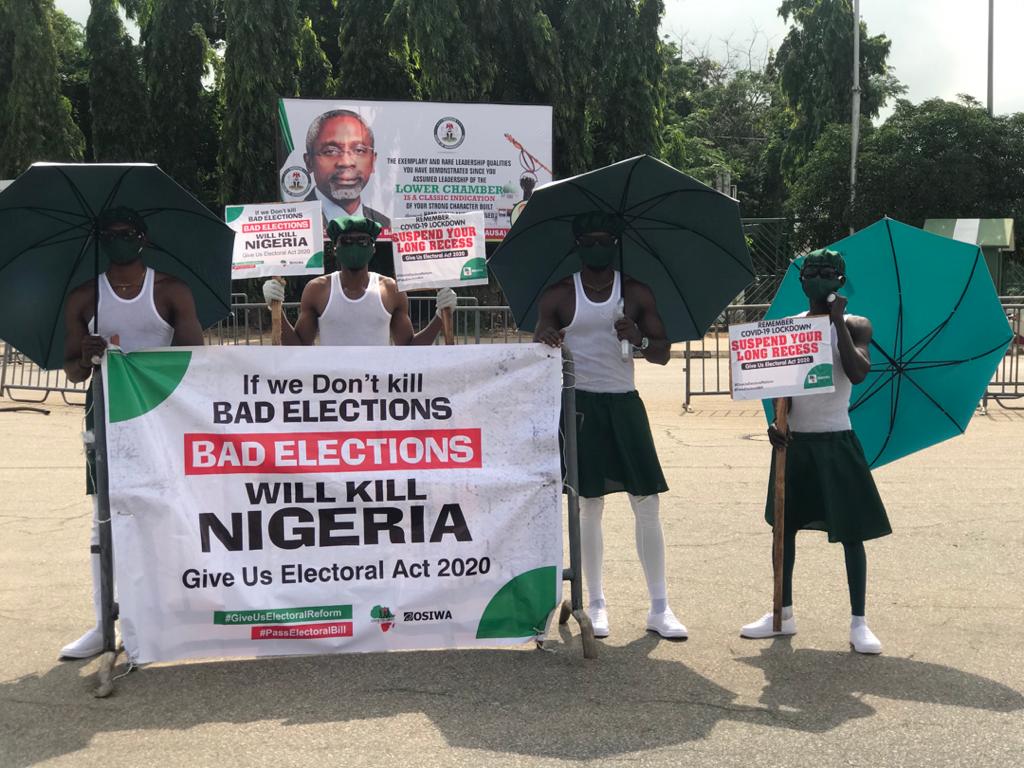 THE EXEMPLARY AND RARE LEADERSHIP QUALITIES
YOU HAVE DEMONSTRATED SINCE YOU
ASSUMED LEADERSHIP OF THE
LOWER CHAMBER
IS A CLASSIC INDICATION
OF YOUR STRONG CHARACTER BUILT
If we Don't kill
BAD ELECTIONS
BAD ELECTIONS
WILL KILL
NIGERIA
Give Us Electoral Act 2020
REMEMBER
COVID-19 LOCKDOWN
SUSPEND YOUR
LONG RECESS
Give Us Electoral Act 2020
REMEMBER
COVID-19 LOCKDOWN
SUSPEND YOUR
LONG RECESS
Give Us Electoral Act 2020
If we Don't kill
BAD ELECTIONS
BAD ELECTIONS
WILL KILL
NIGERIA
Give Us Electoral Act 2020
#GiveUsElectoralReform
#PassElectoralBill
OSIWA